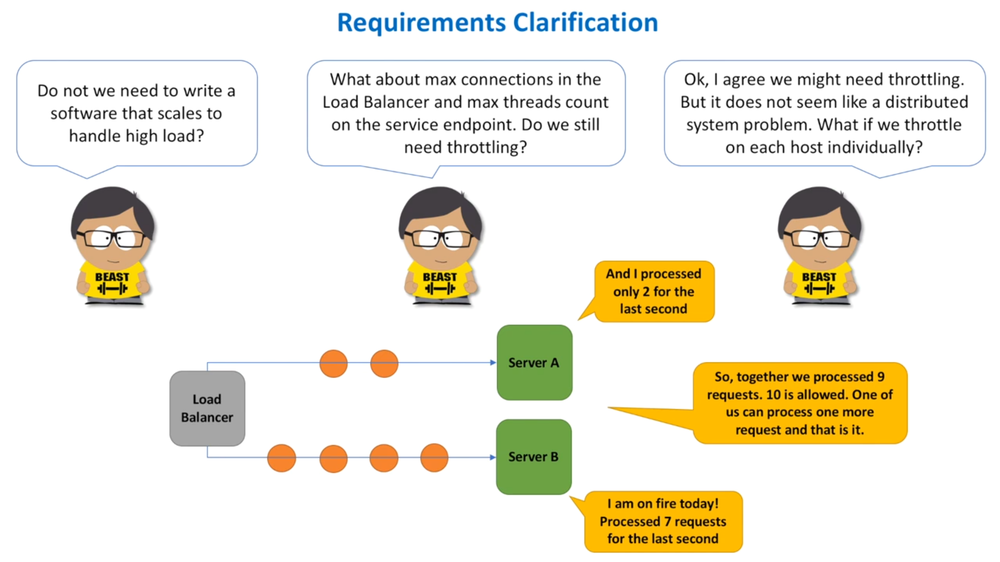 Requirements Clarification
Do not we need to write a
software that scales to
handle high load?
What about max connections in the
Load Balancer and max threads count
on the service endpoint. Do we still
need throttling?
Ok, I agree we might need throttling.
But it does not seem like a distributed
system problem. What if we throttle
on each host individually?
BEAST
BEAST
BEAST
And I processed
only 2 for the
last second
Server A
Load
Balancer
So, together we processed 9
requests. 10 is allowed. One of
us can process one more
request and that is it.
Server B
I am on fire today!
Processed 7 requests
for the last second